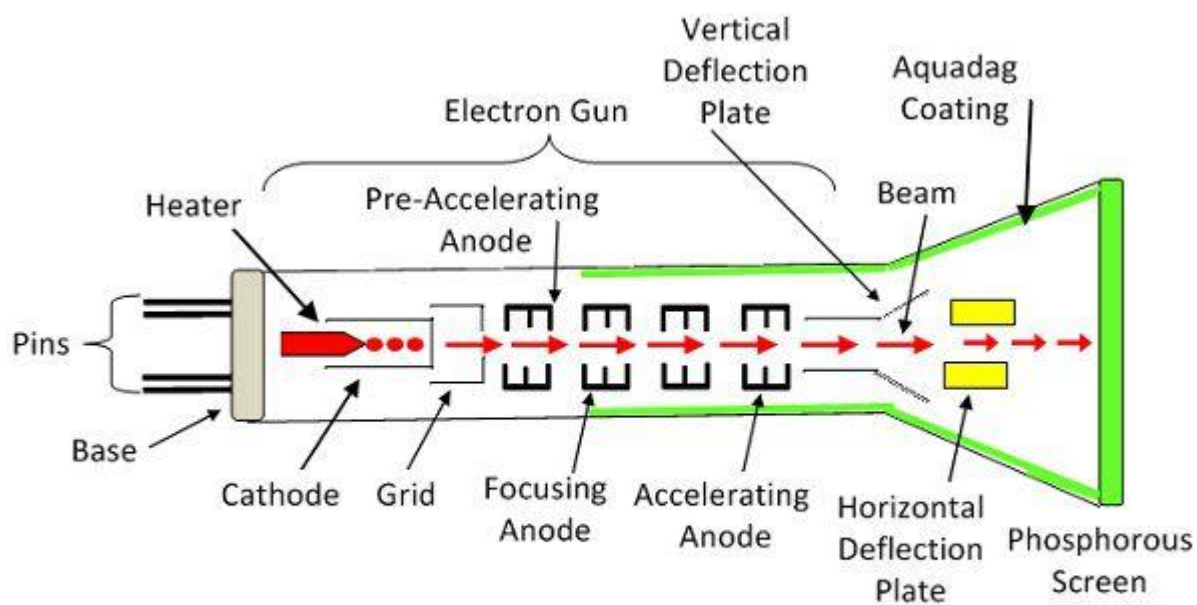 Vertical
Deflection
Plate
Aquadag
Coating
Electron Gun
Heater
Pre-Accelerating
Anode
Beam
Pins
Base
Cathode
Grid
Focusing
Anode
Accelerating
Anode
Horizontal
Deflection
Plate
Phosphorous
Screen